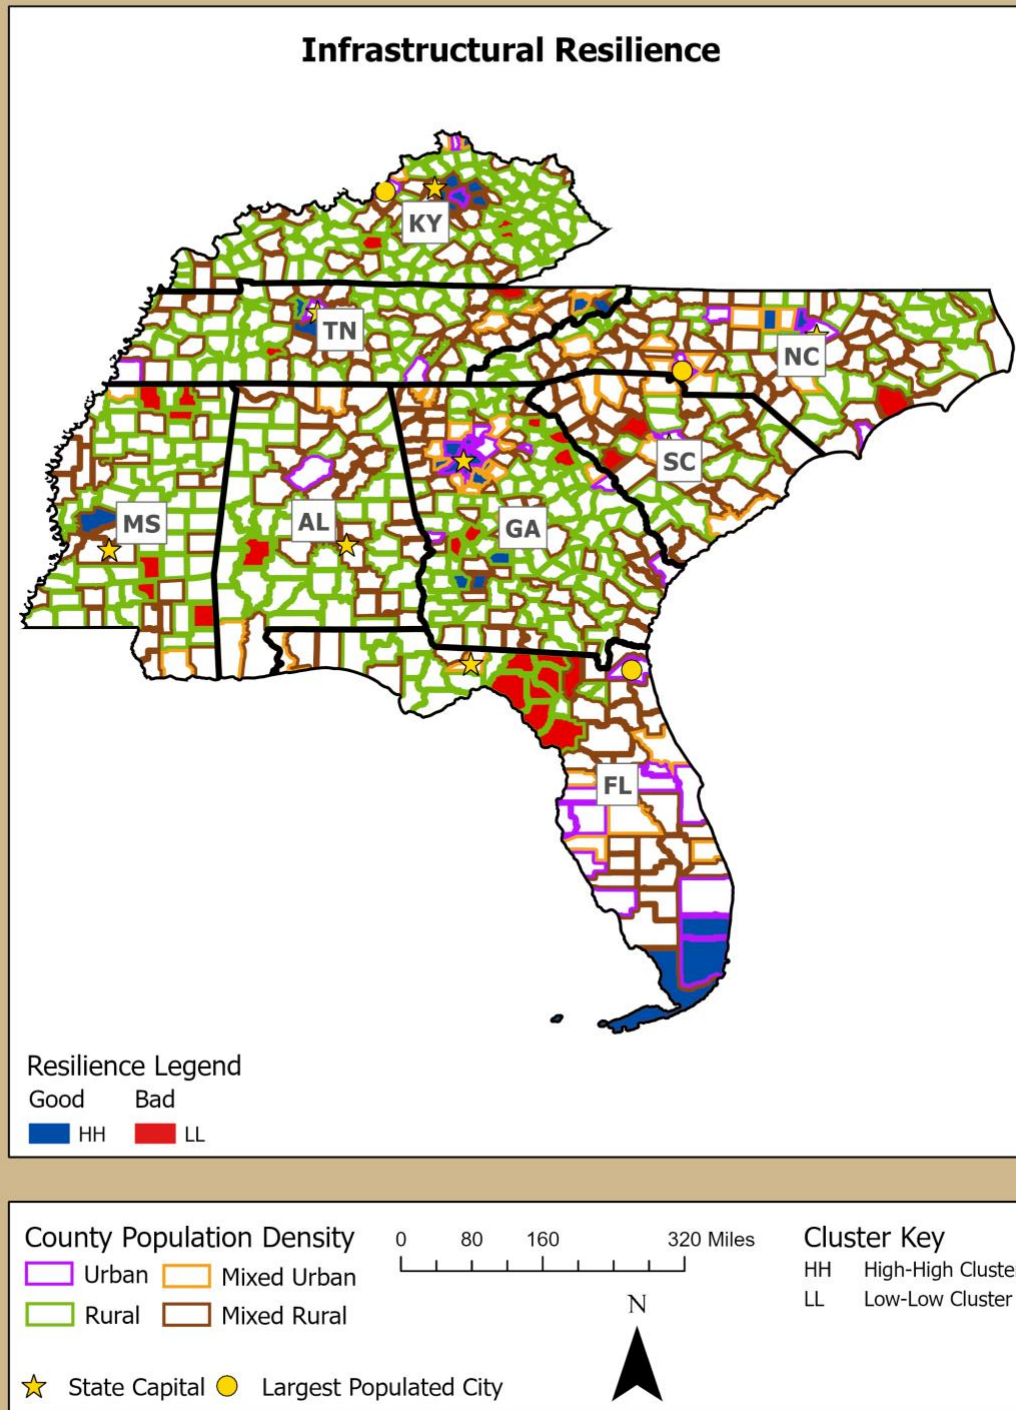 Infrastructural Resilience
KY
TN
NC
SC
MS
AL
GA
FL
Resilience Legend
Good Bad
HH LL
County Population Density
Urban Mixed Urban
Rural Mixed Rural
State Capital Largest Populated City
0 80 160 320 Miles
N
Cluster Key
HH High-High Cluster
LL Low-Low Cluster